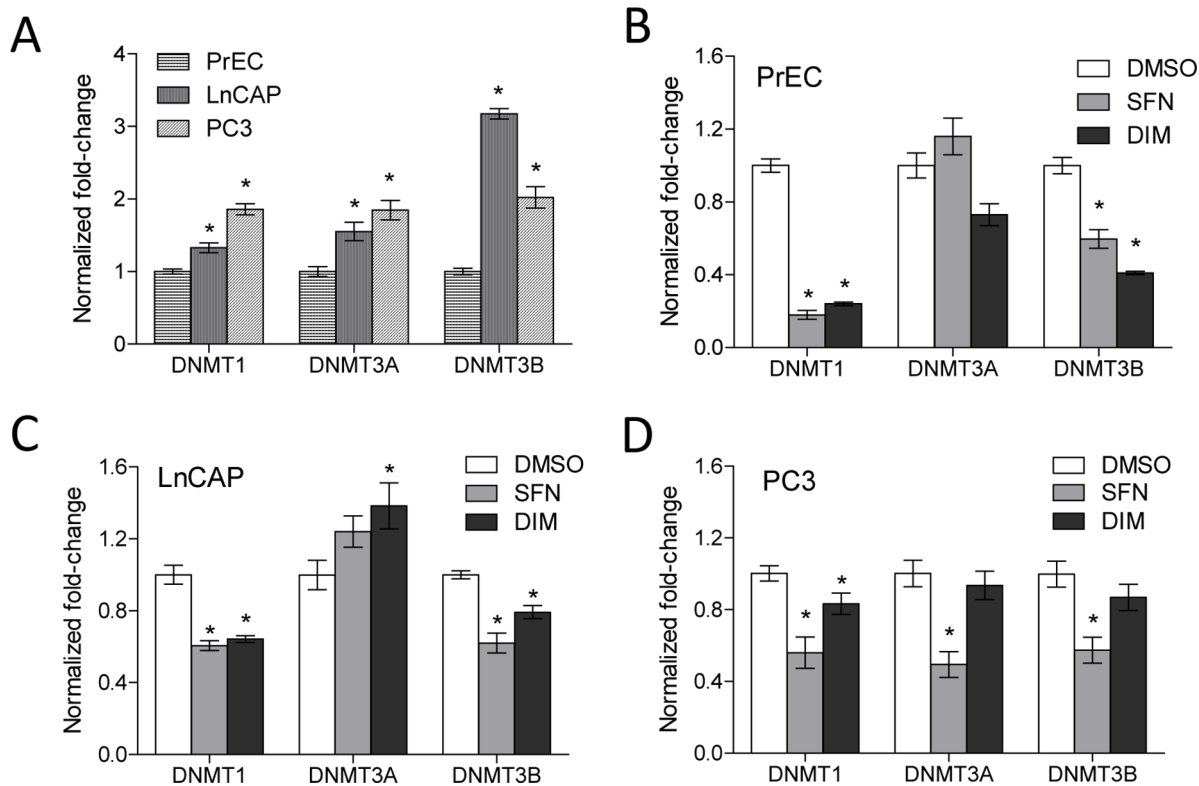 A
Normalized fold-change
4
3
2
1
0
PrEC
LnCAP
PC3
*
*
*
*
*
*
DNMT1
DNMT3A
DNMT3B
B
Normalized fold-change
1.6
1.2
0.8
0.4
0.0
PrEC
DMSO
SFN
DIM
*
*
*
*
DNMT1
DNMT3A
DNMT3B
C
Normalized fold-change
1.6
1.2
0.8
0.4
0.0
LnCAP
DMSO
SFN
DIM
*
*
*
*
*
DNMT1
DNMT3A
DNMT3B
D
Normalized fold-change
1.6
1.2
0.8
0.4
0.0
PC3
DMSO
SFN
DIM
*
*
*
*
DNMT1
DNMT3A
DNMT3B